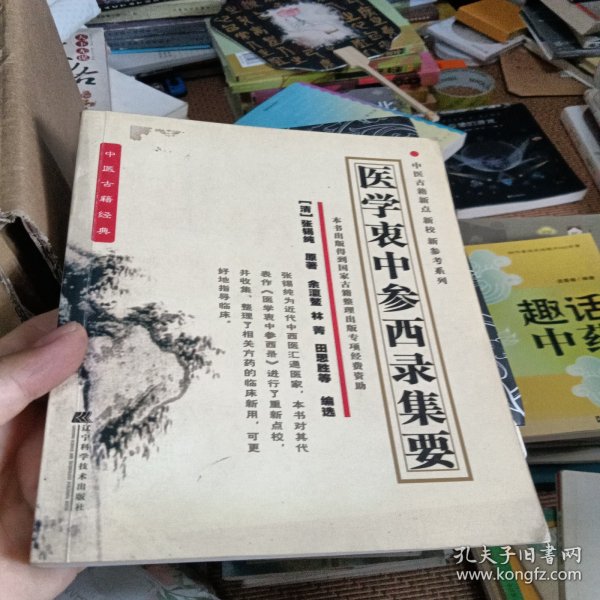 中医古籍新点 新校 新参考系列
医学衷中参西录集要
本书出版得到国家古籍整理出版专项经费资助
【清】张锡纯 原著 余瀛鳌 林菁 田思胜等 编选
张锡纯为近代中西医汇通医家，本书对其代
表作《医学衷中参西录》进行了重新点校，
并收集、整理了相关方药的临床新用，可更
好地指导临床。
中医古籍经典
辽宁科学技术出版社
趣话
中药
孔夫子旧书网
www.kongfz.com